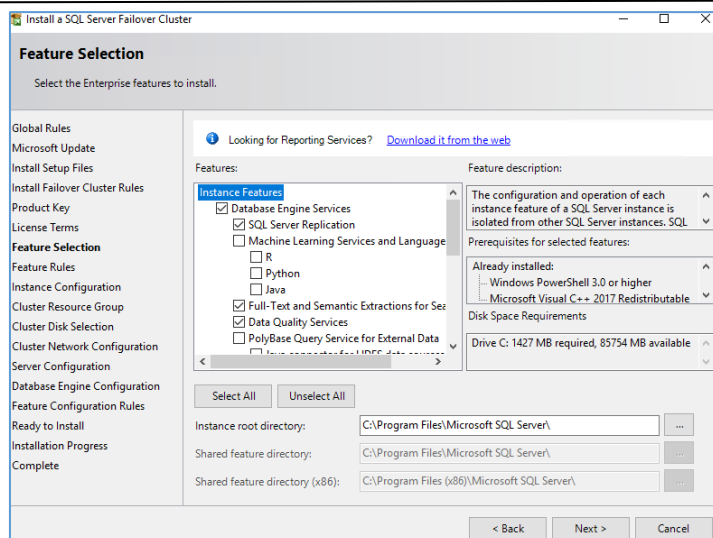 Install a SQL Server Failover Cluster
Feature Selection
Select the Enterprise features to install.
Global Rules
Microsoft Update
Install Setup Files
Install Failover Cluster Rules
Product Key
License Terms
Feature Selection
Feature Rules
Instance Configuration
Cluster Resource Group
Cluster Disk Selection
Cluster Network Configuration
Server Configuration
Database Engine Configuration
Feature Configuration Rules
Ready to Install
Installation Progress
Complete
Looking for Reporting Services? Download it from the web
Features:
Instance Features
Database Engine Services
SQL Server Replication
Machine Learning Services and Language
R
Python
Java
Full-Text and Semantic Extractions for Sea
Data Quality Services
PolyBase Query Service for External Data
Java connector for HDFS data sources
Feature description:
The configuration and operation of each
instance feature of a SQL Server instance is
isolated from other SQL Server instances. SQL
Prerequisites for selected features:
Already installed:
Windows PowerShell 3.0 or higher
Microsoft Visual C++ 2017 Redistributable
Disk Space Requirements
Drive C: 1427 MB required, 85754 MB available
Select All
Unselect All
Instance root directory:
C:\Program Files\Microsoft SQL Server\
...
Shared feature directory:
C:\Program Files\Microsoft SQL Server\
...
Shared feature directory (x86):
C:\Program Files (x86)\Microsoft SQL Server\
...
< Back
Next >
Cancel